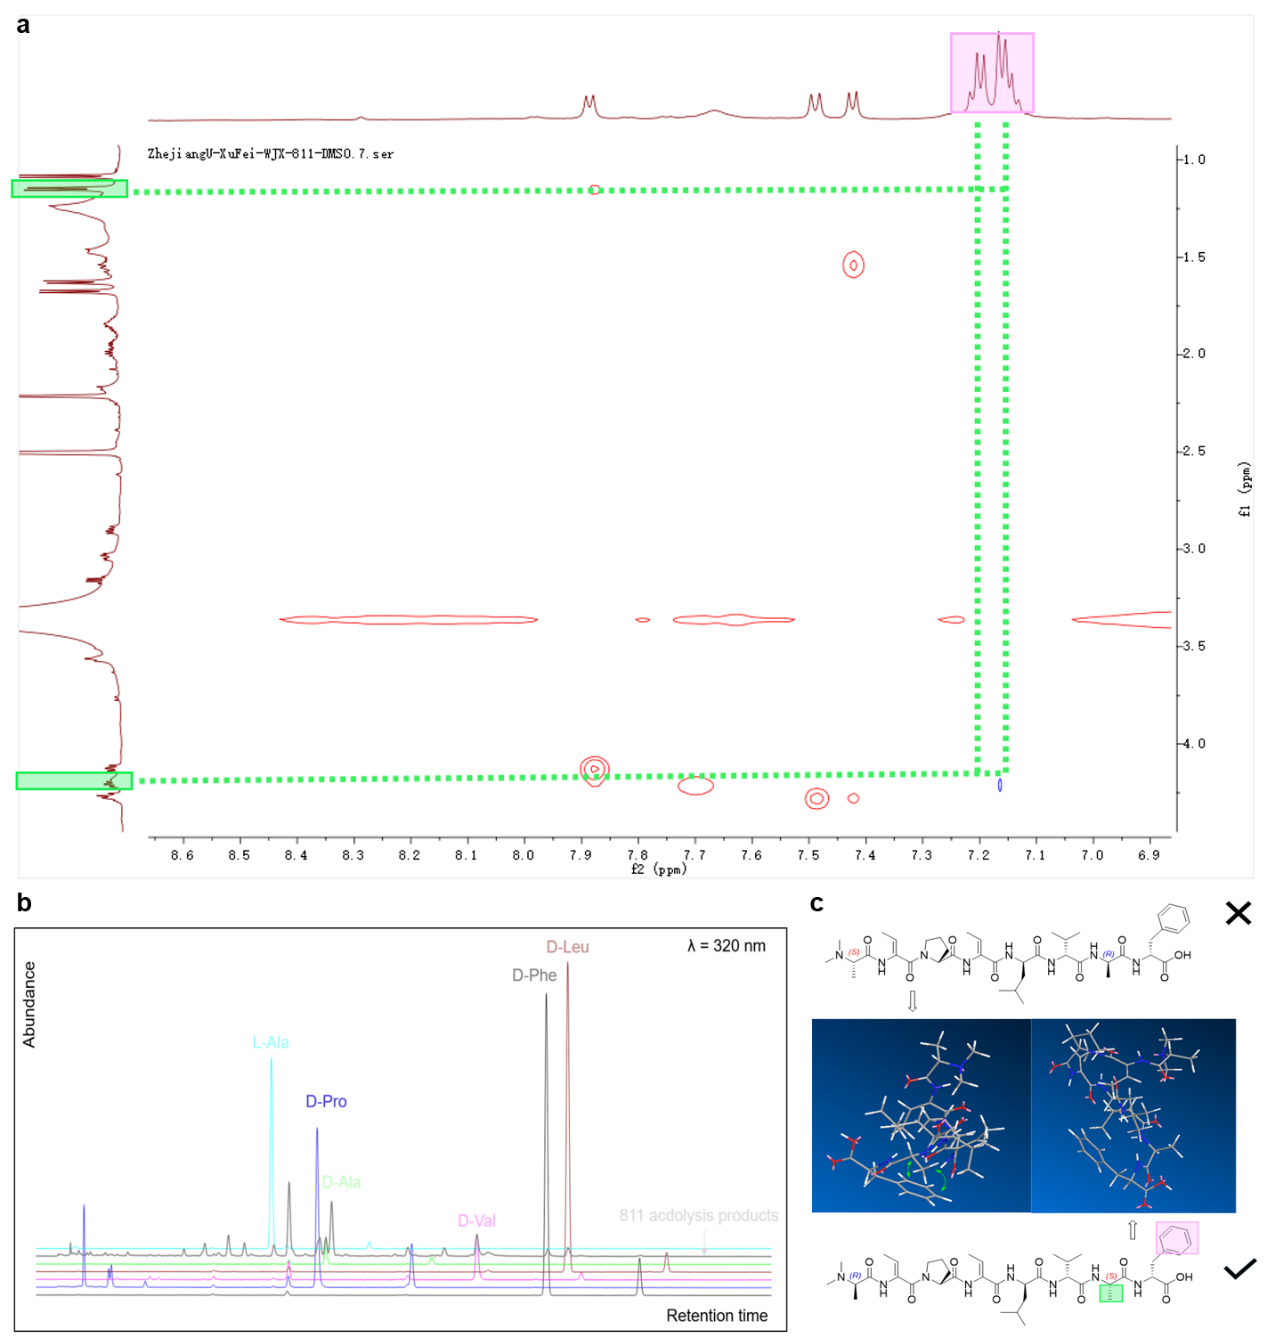 a
ZhejiangU-XuFei-WJX-811-DMSO.7.ser
1.0
1.5
2.0
2.5
3.0
3.5
4.0
f1 (ppm)
8.6 8.5 8.4 8.3 8.2 8.1 8.0 7.9 7.8 7.7 7.6 7.5 7.4 7.3 7.2 7.1 7.0 6.9
f2 (ppm)
b
Abundance
λ = 320 nm
D-Leu
D-Phe
L-Ala
D-Pro
D-Ala
D-Val
811 acdolysis products
Retention time
c
N (S) O N H O N O N H O H N O N H O H N (R) O N H O OH
N (R) O N H O N O N H O H N O N H O H N (S) O N H O OH